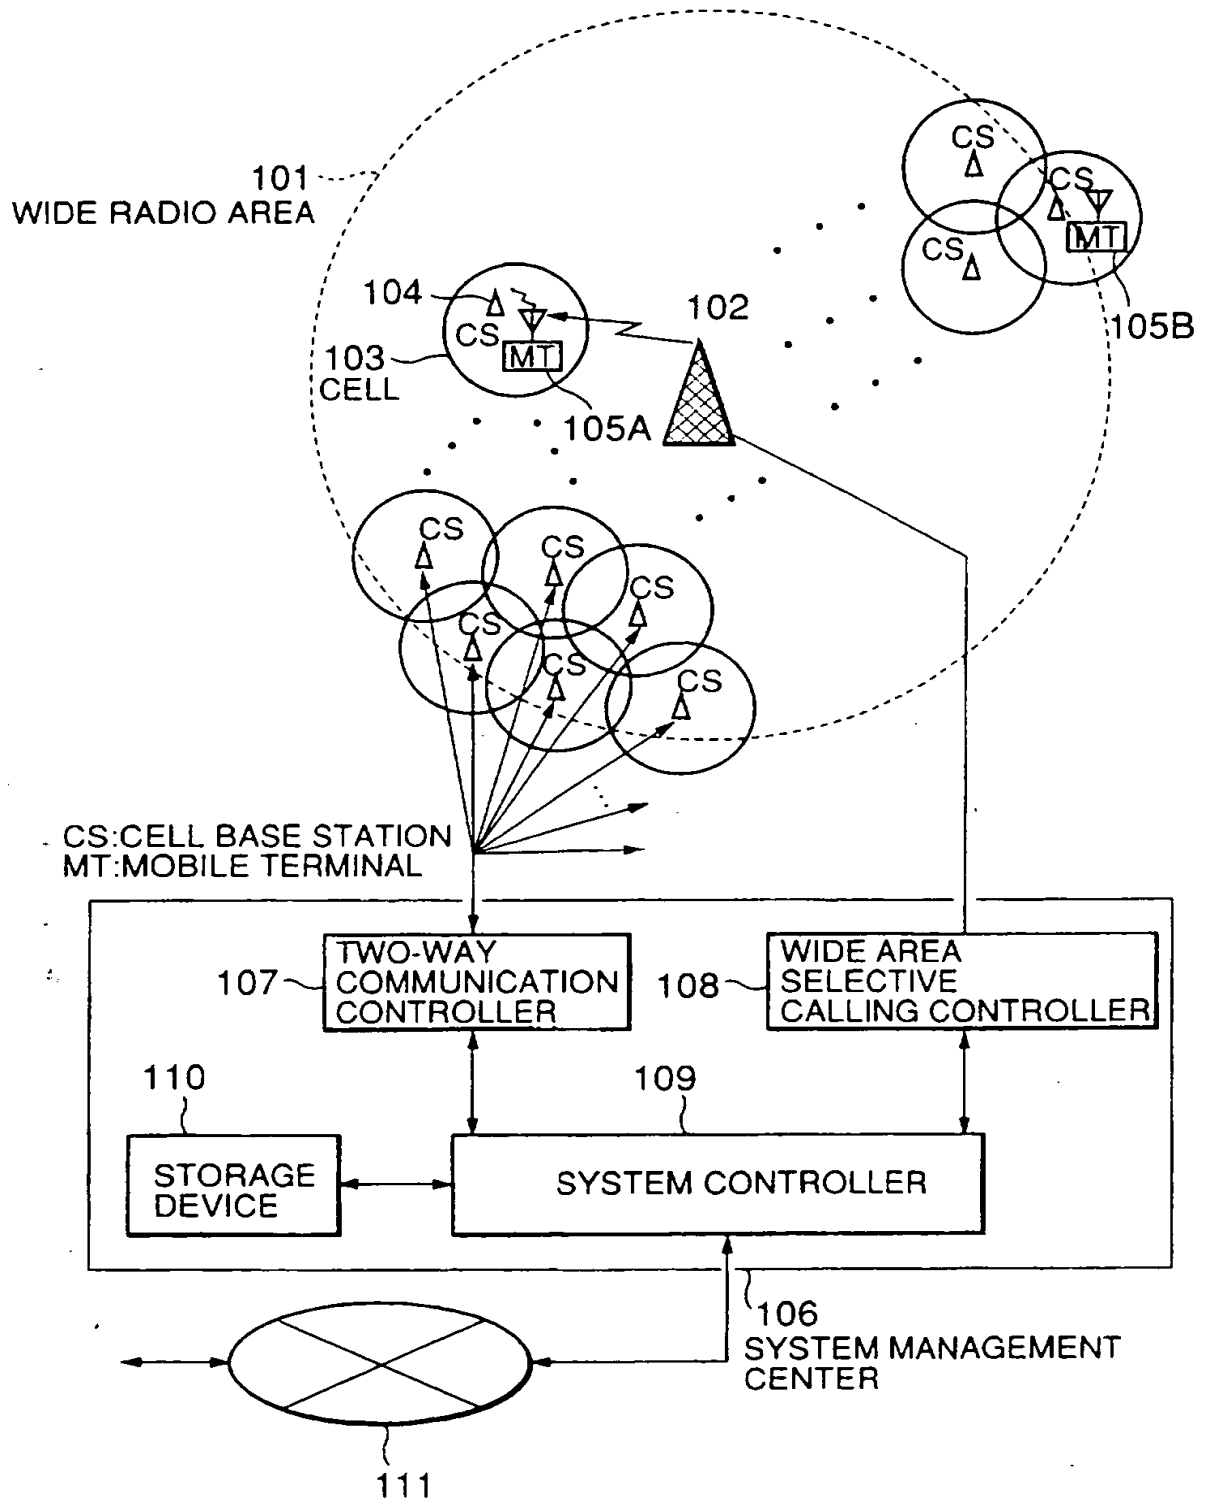 CS
101
WIDE RADIO AREA
CS
MT
CS
104
CS
MT
102
105B
103
CELL
105A
CS
CS
CS
CS
CS
CS
CS:CELL BASE STATION
MT:MOBILE TERMINAL
107
TWO-WAY
COMMUNICATION
CONTROLLER
108
WIDE AREA
SELECTIVE
CALLING CONTROLLER
110
109
STORAGE
DEVICE
SYSTEM CONTROLLER
106
SYSTEM MANAGEMENT
CENTER
111